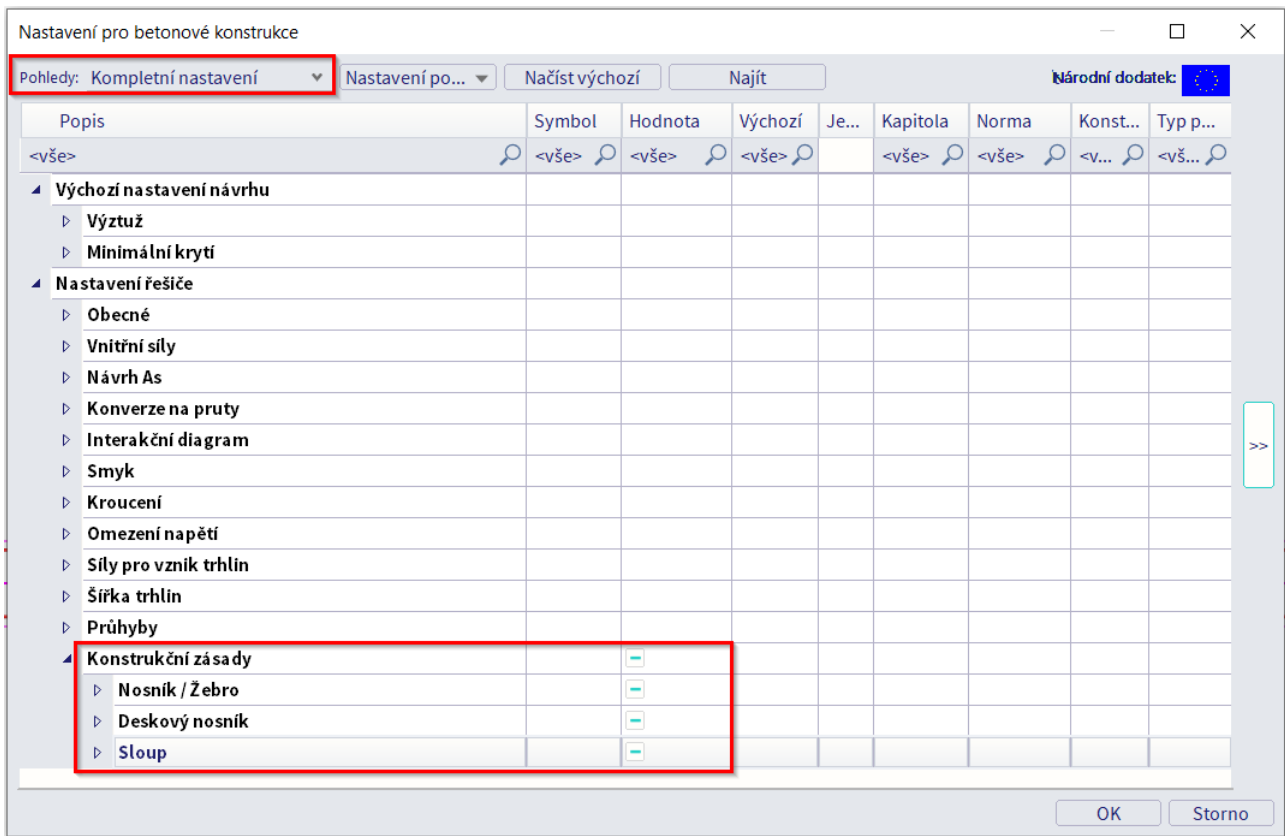 Nastavení pro betonové konstrukce
Pohledy: Kompletní nastavení Nastavení po... Načíst výchozí Najít Národní dodatek:
Popis Symbol Hodnota Výchozí Je... Kapitola Norma Konst... Typ p...
<vše> <vše> <vše> <vše> <vše> <vše> <v... <vš...
Výchozí nastavení návrhu
Výztuž
Minimální krytí
Nastavení řešiče
Obecné
Vnitřní síly
Návrh As
Konverze na pruty
Interakční diagram
Smyk
Kroucení
Omezení napětí
Síly pro vznik trhlin
Šířka trhlin
Průhyby
Konstrukční zásady
Nosník / Žebro
Deskový nosník
Sloup
>>
OK Storno